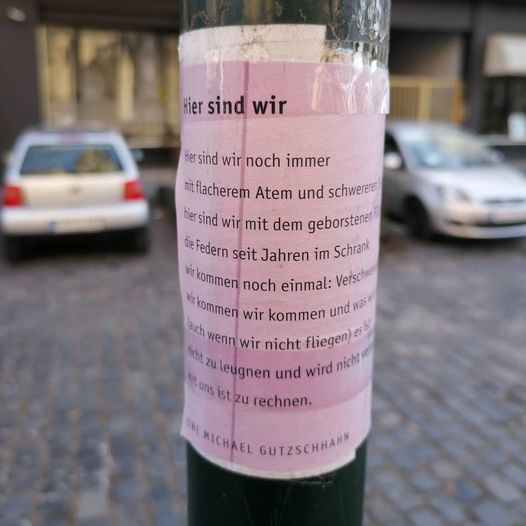 Hier sind wir
Hier sind wir noch immer
mit flacherem Atem und schwereren
hier sind wir mit dem geborstenen
die Federn seit Jahren im Schrank
wir kommen noch einmal: Verschwen
wir kommen wir kommen und was
(auch wenn wir nicht fliegen) es
nicht zu leugnen und wird nicht
mit uns ist zu rechnen.
UWE MICHAEL GUTZSCHHAHN